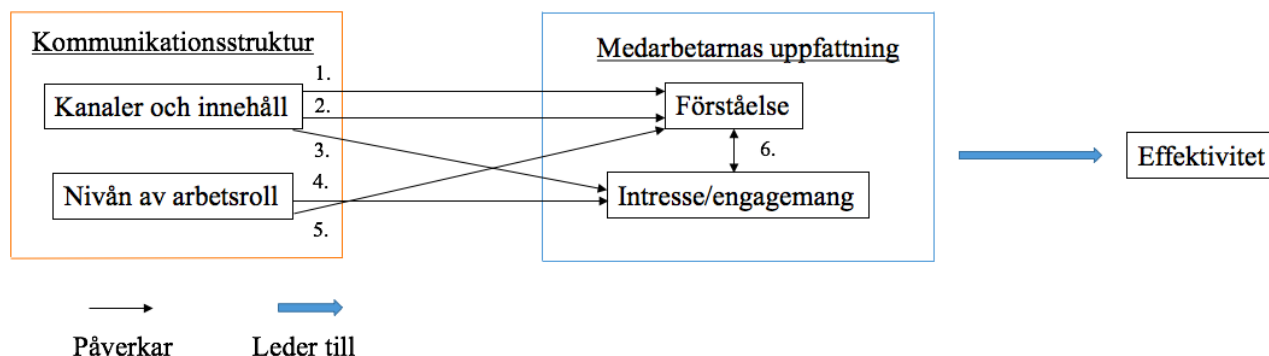 Kommunikationsstruktur
Medarbetarnas uppfattning
1.
Kanaler och innehåll
2.
Förståelse
3.
6.
Effektivitet
4.
Nivån av arbetsroll
Intresse/engagemang
5.
Påverkar
Leder till